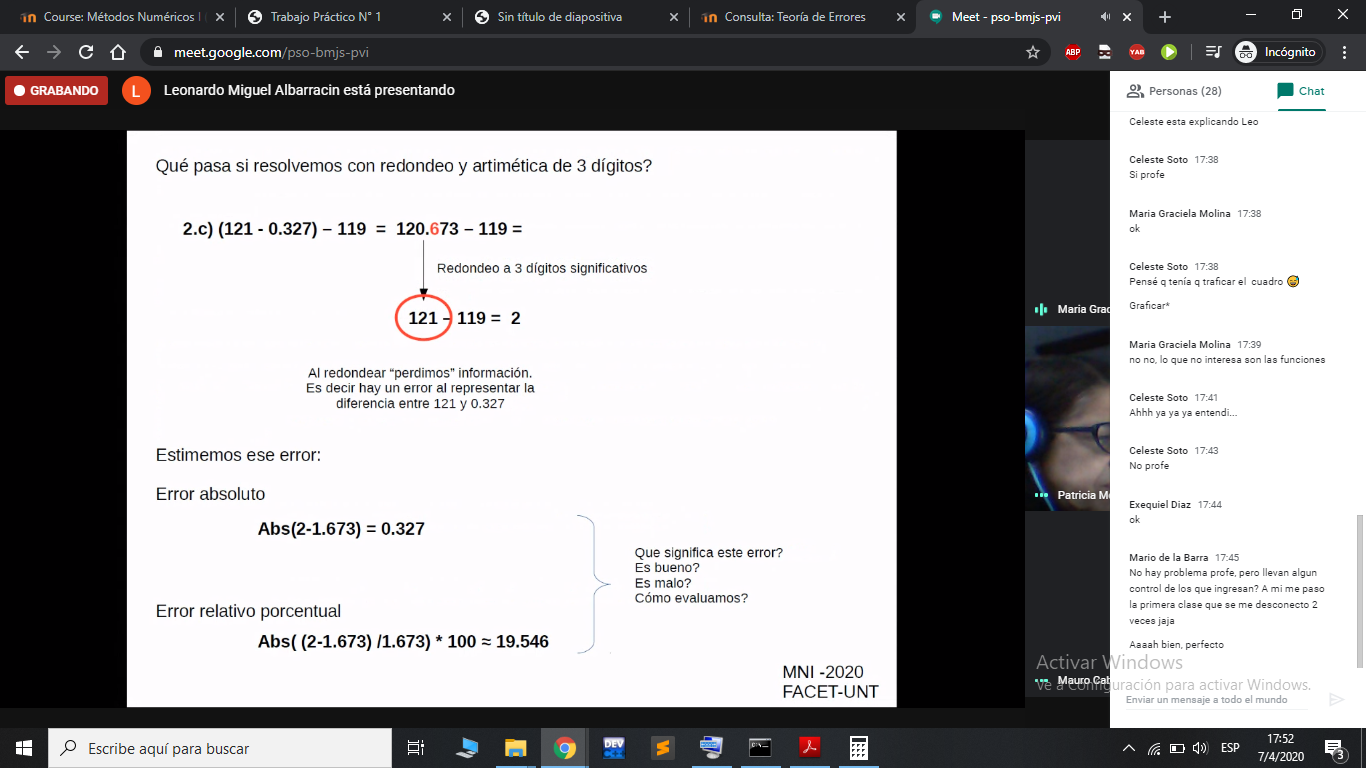 Course: Métodos Numéricos I
Trabajo Práctico N° 1
Sin título de diapositiva
Consulta: Teoría de Errores
Meet - pso-bmjs-pvi
meet.google.com/pso-bmjs-pvi
ABP
YAB
Incógnito
GRABANDO
L
Leonardo Miguel Albarracin está presentando
Qué pasa si resolvemos con redondeo y artimética de 3 dígitos?
2.c) (121 - 0.327) – 119 = 120.673 – 119 =
Redondeo a 3 dígitos significativos
121 – 119 = 2
Al redondear “perdimos” información.
Es decir hay un error al representar la
diferencia entre 121 y 0.327
Estimemos ese error:
Error absoluto
Abs(2-1.673) = 0.327
Que significa este error?
Es bueno?
Es malo?
Cómo evaluamos?
Error relativo porcentual
Abs( (2-1.673) /1.673) * 100 ≈ 19.546
MNI -2020
FACET-UNT
Maria Grac
Patricia Mo
Mauro Cab
Personas (28)
Chat
Celeste esta explicando Leo
Celeste Soto 17:38
Si profe
Maria Graciela Molina 17:38
ok
Celeste Soto 17:38
Pensé q tenía q traficar el cuadro 😅
Graficar*
Maria Graciela Molina 17:39
no no, lo que no interesa son las funciones
Celeste Soto 17:41
Ahhh ya ya ya entendi...
Celeste Soto 17:43
No profe
Exequiel Diaz 17:44
ok
Mario de la Barra 17:45
No hay problema profe, pero llevan algun
control de los que ingresan? A mi me paso
la primera clase que se me desconecto 2
veces jaja
Aaaah bien, perfecto
Activar Windows
Ve a Configuración para activar Windows.
Enviar un mensaje a todo el mundo
Escribe aquí para buscar
DEV
ESP
17:52
7/4/2020
3